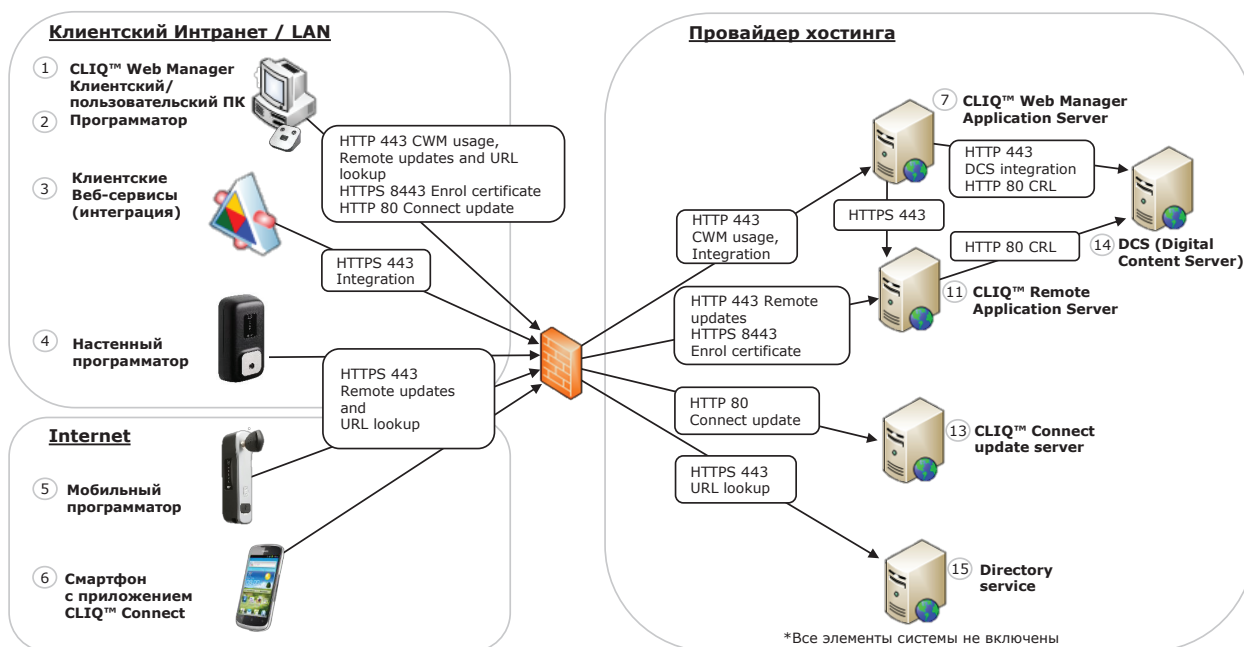 Клиентский Интранет / LAN
1
CLIQ™ Web Manager
Клиентский/
пользовательский ПК
2
Программатор
HTTP 443 CWM usage,
Remote updates and URL
lookup
HTTPS 8443 Enrol certificate
HTTP 80 Connect update
3
Клиентские
Веб-сервисы
(интеграция)
HTTPS 443
Integration
4
Настенный
программатор
HTTPS 443
Remote updates
and
URL lookup
Internet
5
Мобильный
программатор
6
Смартфон
с приложением
CLIQ™ Connect
Провайдер хостинга
7
CLIQ™ Web Manager
Application Server
HTTP 443
DCS integration
HTTP 80 CRL
HTTPS 443
HTTP 443
CWM usage,
Integration
HTTP 80 CRL
14
DCS (Digital
Content Server)
11
CLIQ™ Remote
Application Server
HTTP 443 Remote
updates
HTTPS 8443
Enrol certificate
HTTP 80
Connect update
13
CLIQ™ Connect
update server
HTTPS 443
URL lookup
15
Directory
service
*Все элементы системы не включены